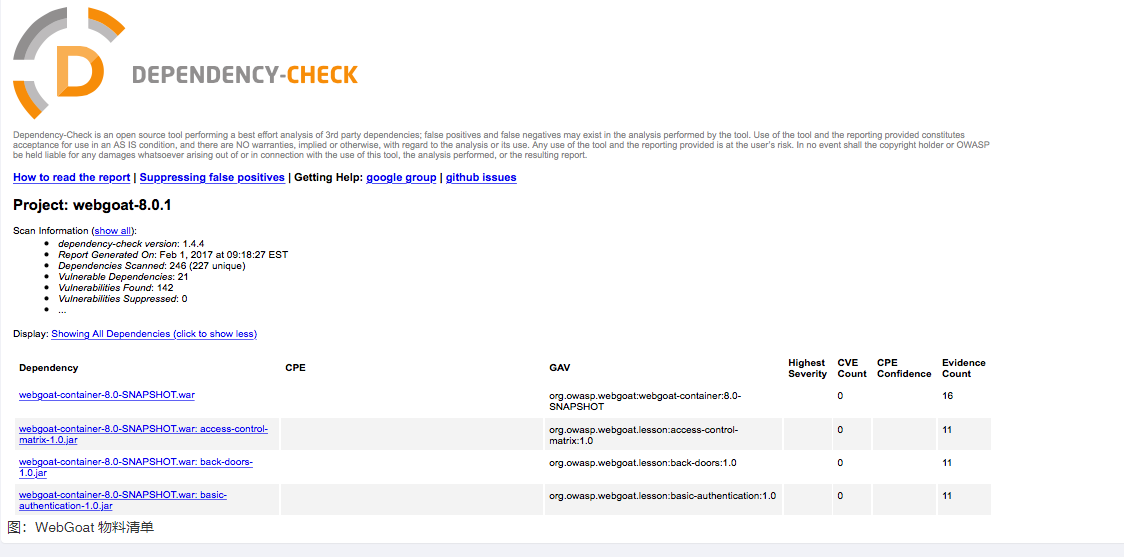 D
DEPENDENCY-CHECK
Dependency-Check is an open source tool performing a best effort analysis of 3rd party dependencies; false positives and false negatives may exist in the analysis performed by the tool. Use of the tool and the reporting provided constitutes
acceptance for use in an AS IS condition, and there are NO warranties, implied or otherwise, with regard to the analysis or its use. Any use of the tool and the reporting provided is at the user's risk. In no event shall the copyright holder or OWASP
be held liable for any damages whatsoever arising out of or in connection with the use of this tool, the analysis performed, or the resulting report.
How to read the report | Suppressing false positives | Getting Help: google group | github issues
Project: webgoat-8.0.1
Scan Information (show all):
• dependency-check version: 1.4.4
• Report Generated On: Feb 1, 2017 at 09:18:27 EST
• Dependencies Scanned: 246 (227 unique)
• Vulnerable Dependencies: 21
• Vulnerabilities Found: 142
• Vulnerabilities Suppressed: 0
• ...
Display: Showing All Dependencies (click to show less)
Dependency CPE GAV Highest Severity CVE Count CPE Confidence Evidence Count
webgoat-container-8.0-SNAPSHOT.war org.owasp.webgoat:webgoat-container:8.0- 0 16
SNAPSHOT
webgoat-container-8.0-SNAPSHOT.war: access-control- org.owasp.webgoat.lesson:access-control- 0 11
matrix-1.0.jar matrix:1.0
webgoat-container-8.0-SNAPSHOT.war: back-doors- org.owasp.webgoat.lesson:back-doors:1.0 0 11
1.0.jar
webgoat-container-8.0-SNAPSHOT.war: basic- org.owasp.webgoat.lesson:basic-authentication:1.0 0 11
authentication-1.0.jar
图：WebGoat 物料清单